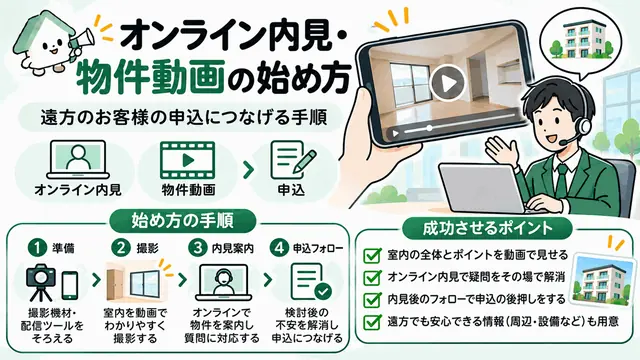 オンライン内見・
物件動画の始め方
遠方のお客様の申込につなげる手順
オンライン内見
物件動画
申込
始め方の手順
1 準備
撮影機材・
配信ツールを
そろえる
2 撮影
室内を動画で
わかりやすく
撮影する
3 内見案内
オンラインで
物件を案内し
質問に対応する
4 申込フォロー
検討後の
不安を解消し
申込につなげる
成功させるポイント
室内の全体とポイントを動画で見せる
オンライン内見で疑問をその場で解消
内見後のフォローで申込の後押しをする
遠方でも安心できる情報(周辺・設備など)も用意